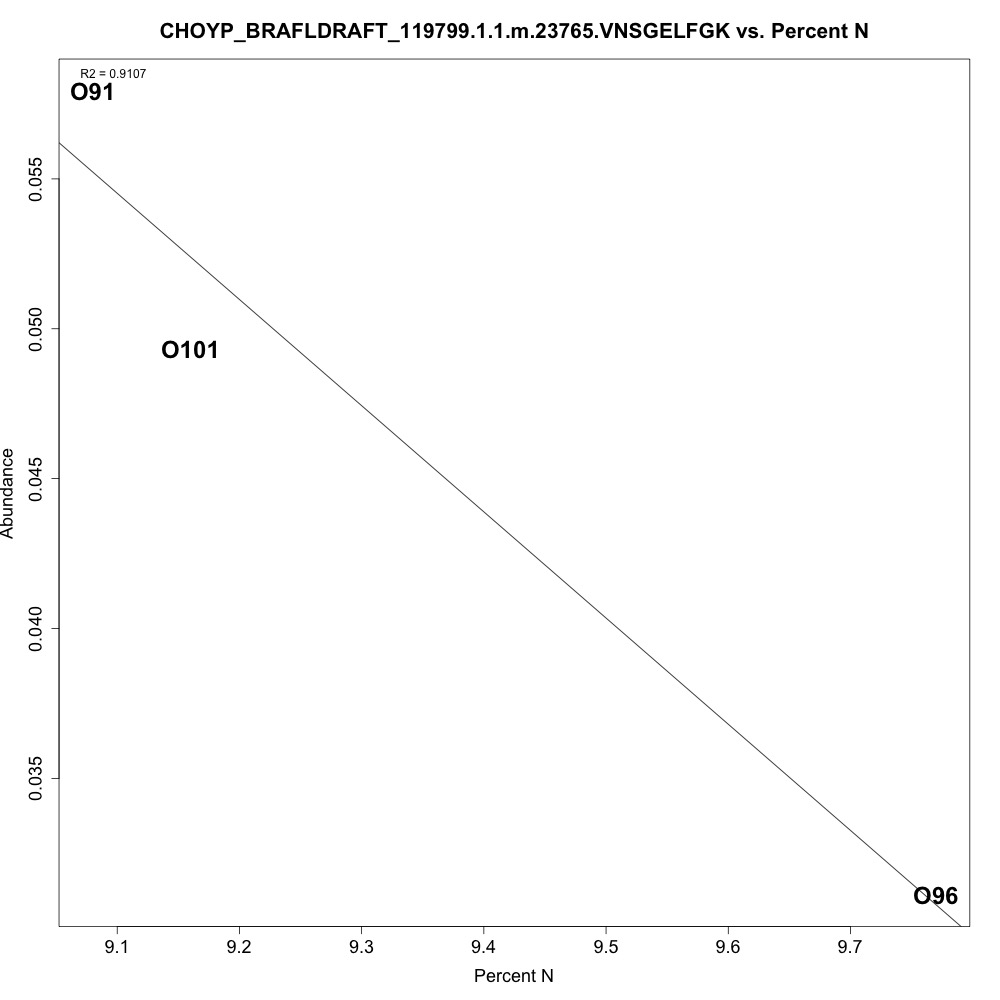 CHOYP_BRAFLDRAFT_119799.1.1.m.23765.VNSGELFGK vs. Percent N
R2 = 0.9107
O91
0.055
0.050
O101
0.045
Abundance
0.040
0.035
O96
9.1 9.2 9.3 9.4 9.5 9.6 9.7
Percent N